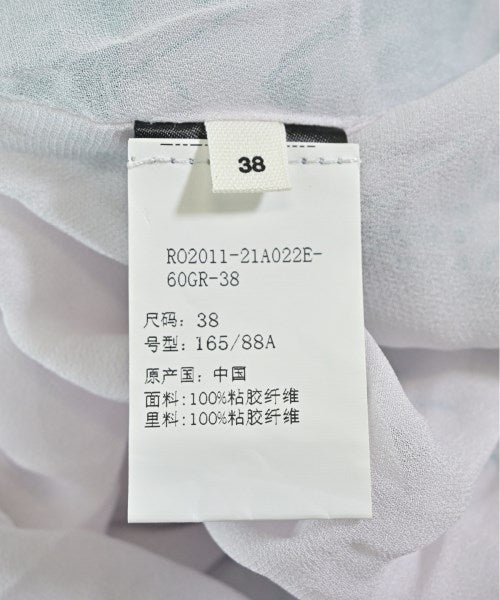 38
RO2011-21A022E-
60GR-38
尺码: 38
号型: 165/88A
原产国: 中国
面料:100%粘胶纤维
里料:100%粘胶纤维